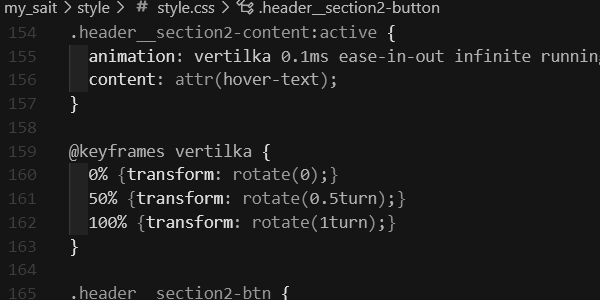 my_sait > style > # style.css > .header__section2-button
154 .header__section2-content:active {
155 animation: vertilka 0.1ms ease-in-out infinite runnin
156 content: attr(hover-text);
157 }
158
159 @keyframes vertilka {
160 0% {transform: rotate(0);}
161 50% {transform: rotate(0.5turn);}
162 100% {transform: rotate(1turn);}
163 }
164
165 .header__section2-btn {